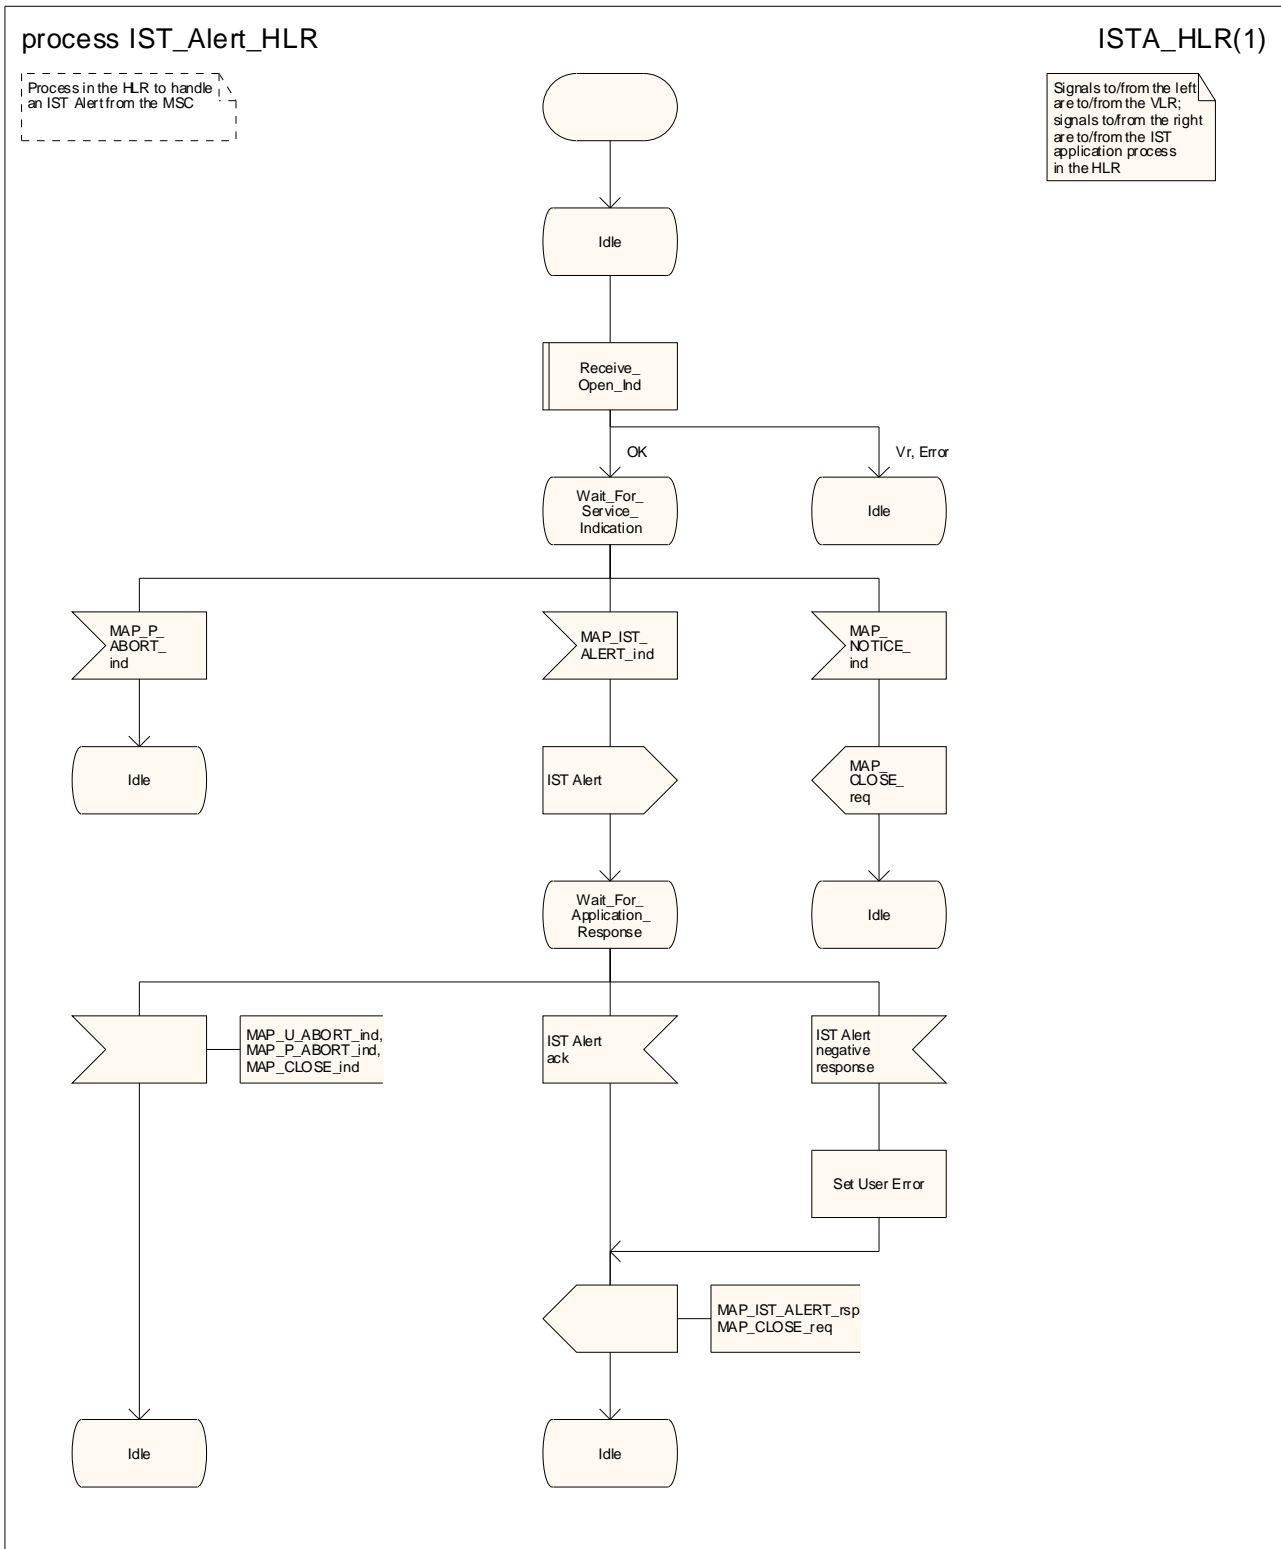 process IST_Alert_HLR
ISTA_HLR(1)
Process in the HLR to handle
an IST Alert from the MSC
Signals to/from the left
are to/from the VLR;
signals to/from the right
are to/from the IST
application process
in the HLR
Idle
Receive_
Open_Ind
OK
Vr, Error
Wait_For_
Service_
Indication
Idle
MAP_P_
ABORT_
ind
MAP_IST_
ALERT_ind
MAP_
NOTICE_
ind
Idle
IST Alert
MAP_
CLOSE_
req
Wait_For_
Application_
Response
Idle
MAP_U_ABORT_ind,
MAP_P_ABORT_ind,
MAP_CLOSE_ind
IST Alert
ack
IST Alert
negative
response
Set User Error
MAP_IST_ALERT_rsp
MAP_CLOSE_req
Idle
Idle